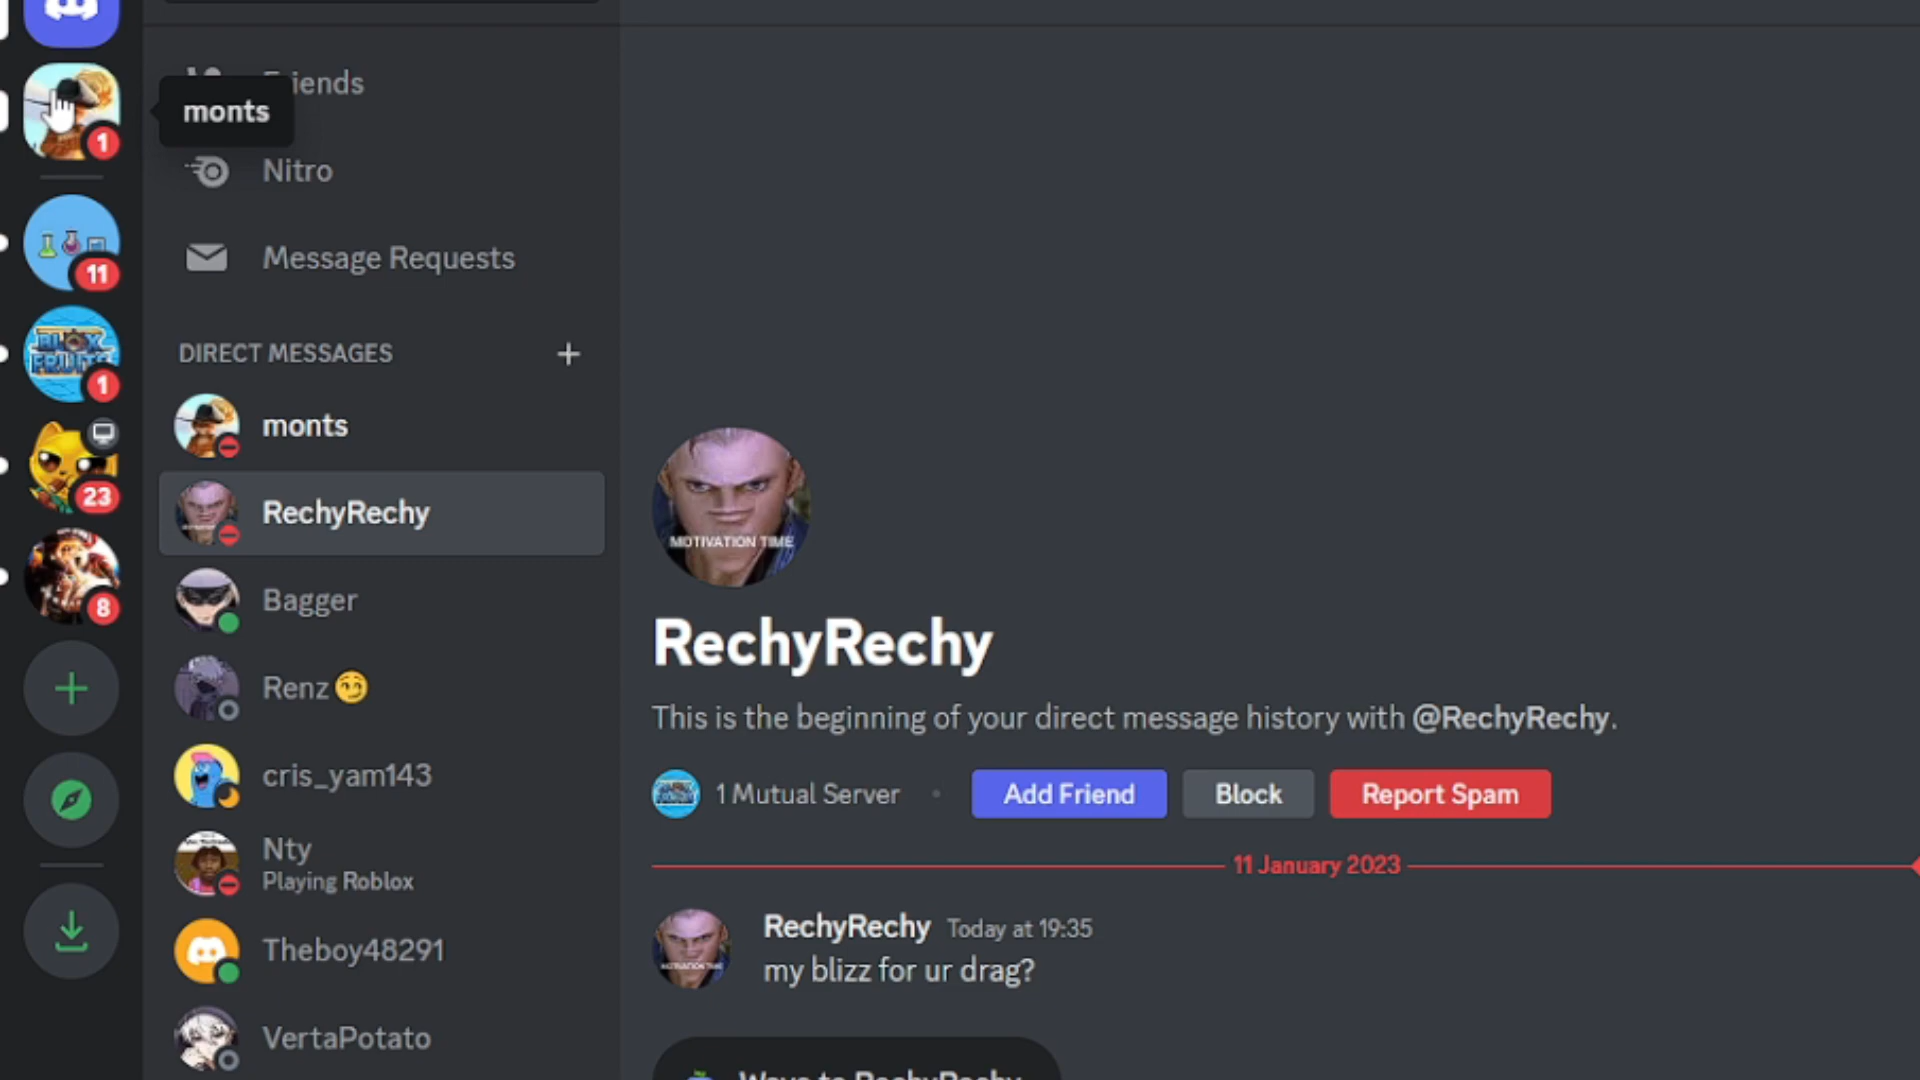 Friends
monts
1
Nitro
11
Message Requests
BLOX
FRUITS
1
DIRECT MESSAGES
monts
23
RechyRechy
8
Bagger
Renz😏
cris_yam143
Nty
Playing Roblox
Theboy48291
VertaPotato
MOTIVATION TIME
RechyRechy
This is the beginning of your direct message history with @RechyRechy.
1 Mutual Server • Add Friend Block Report Spam
11 January 2023
RechyRechy Today at 19:35
my blizz for ur drag?
MOTIVATION TIME
Wave to RechyRechy